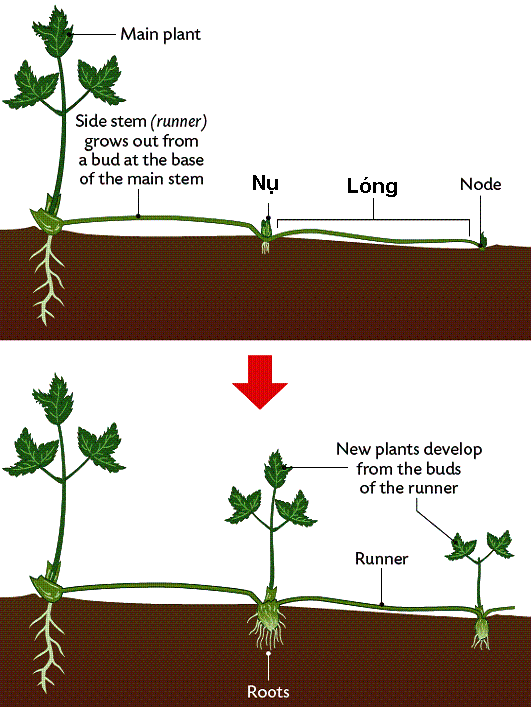 Main plant
Side stem (runner)
grows out from
a bud at the base
of the main stem
Nụ
Lóng
Node
New plants develop
from the buds
of the runner
Runner
Roots